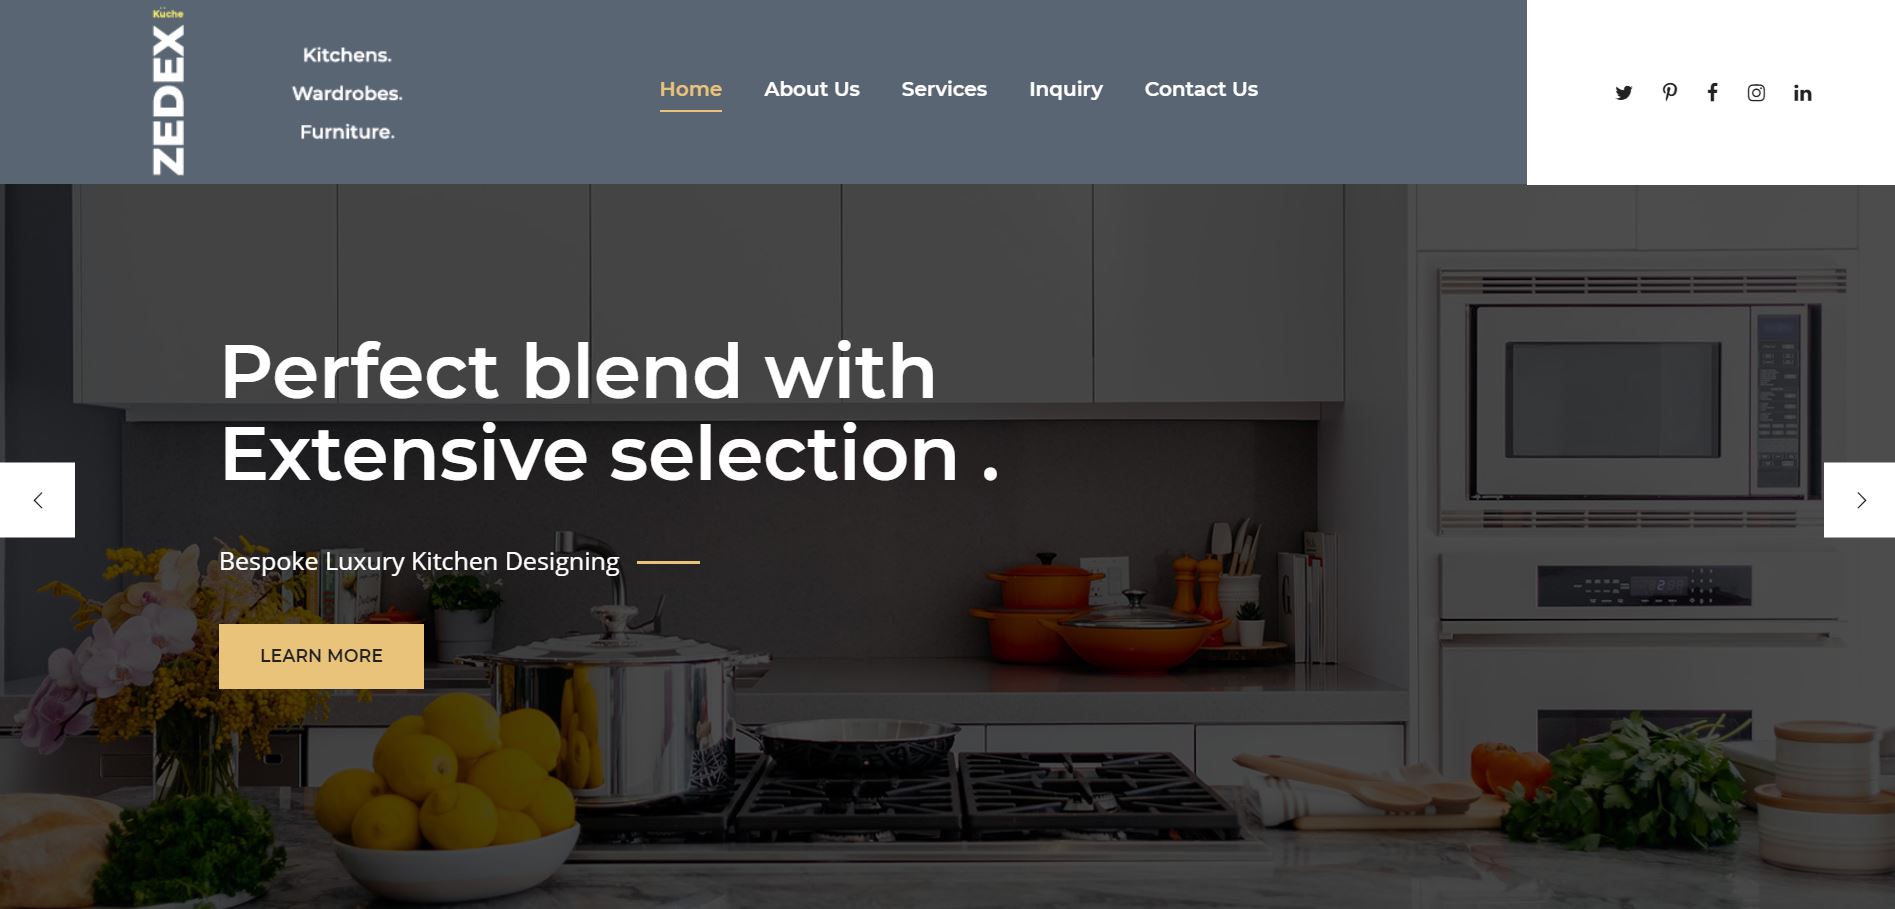 Küche
ZEDEX
Kitchens.
Wardrobes.
Furniture.
Home
About Us
Services
Inquiry
Contact Us
Perfect blend with
Extensive selection .
Bespoke Luxury Kitchen Designing
LEARN MORE